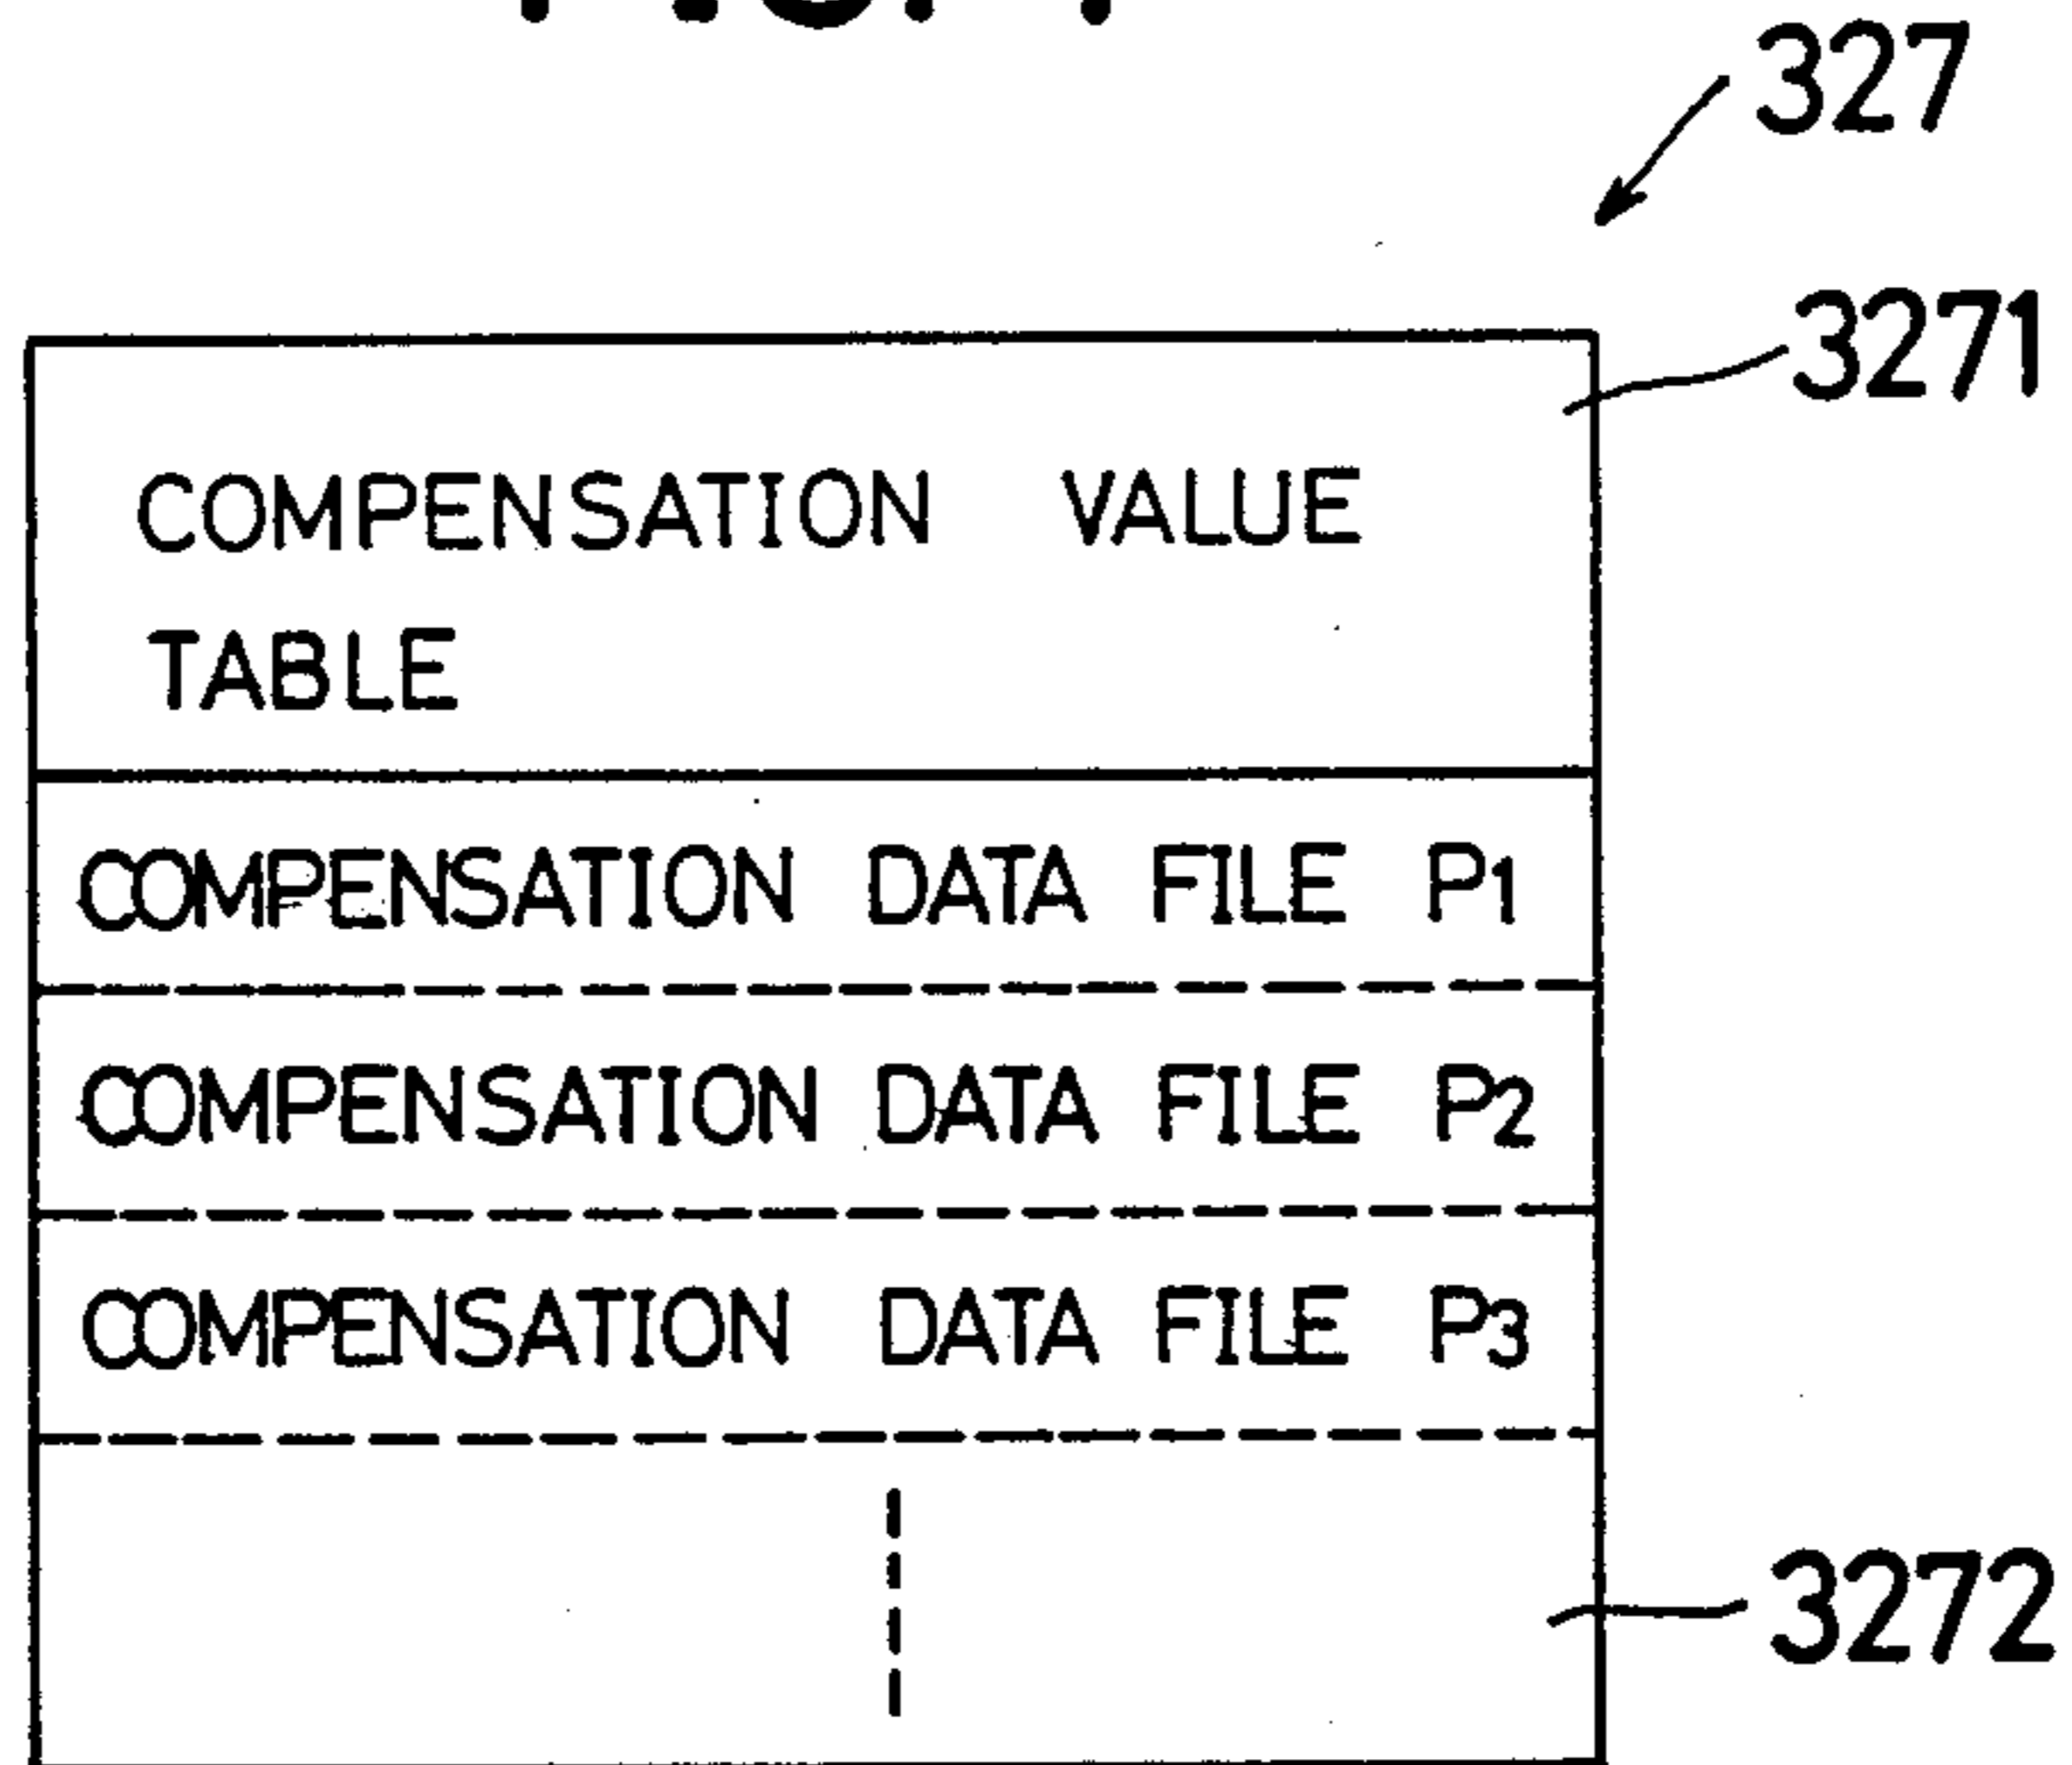 327
3271
COMPENSATION VALUE
TABLE
COMPENSATION DATA FILE P1
COMPENSATION DATA FILE P2
COMPENSATION DATA FILE P3
3272